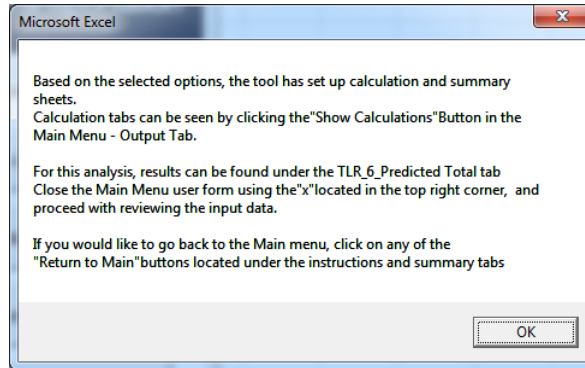 Microsoft Excel
Based on the selected options, the tool has set up calculation and summary
sheets.
Calculation tabs can be seen by clicking the"Show Calculations"Button in the
Main Menu - Output Tab.
For this analysis, results can be found under the TLR_6_Predicted Total tab
Close the Main Menu user form using the"x"located in the top right corner,  and
proceed with reviewing the input data.
If you would like to go back to the Main menu, click on any of the
"Return to Main"buttons located under the instructions and summary tabs
OK